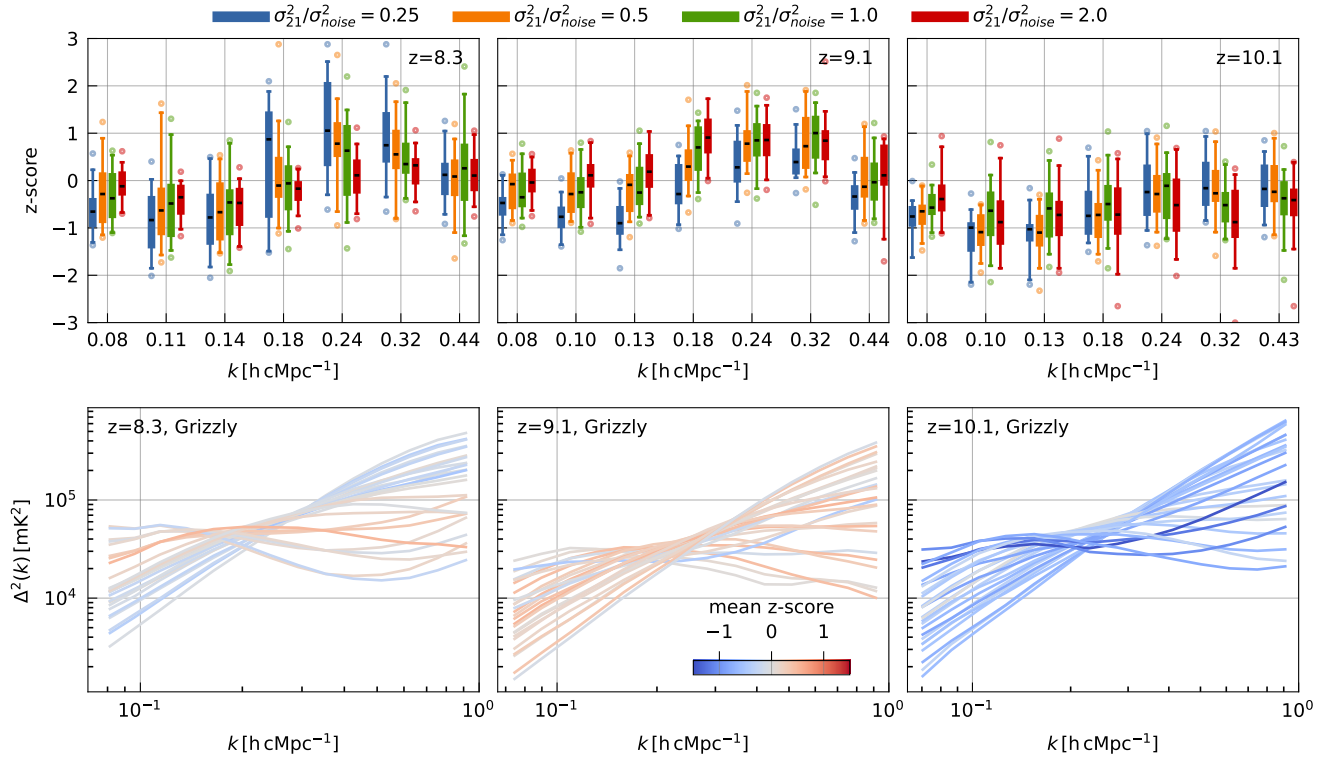 σ²₂₁/σ²noise = 0.25 σ²₂₁/σ²noise = 0.5 σ²₂₁/σ²noise = 1.0 σ²₂₁/σ²noise = 2.0
z=8.3 z=9.1 z=10.1
3
2
1
0
−1
−2
−3
z-score
0.08 0.11 0.14 0.18 0.24 0.32 0.44
0.08 0.10 0.13 0.18 0.24 0.32 0.44
0.08 0.10 0.13 0.18 0.24 0.32 0.43
k [h cMpc⁻¹] k [h cMpc⁻¹] k [h cMpc⁻¹]
z=8.3, Grizzly z=9.1, Grizzly z=10.1, Grizzly
10⁵
10⁴
Δ²(k) [mK²]
mean z-score
−1 0 1
10⁻¹ 10⁰ 10⁻¹ 10⁰ 10⁻¹ 10⁰
k [h cMpc⁻¹] k [h cMpc⁻¹] k [h cMpc⁻¹]